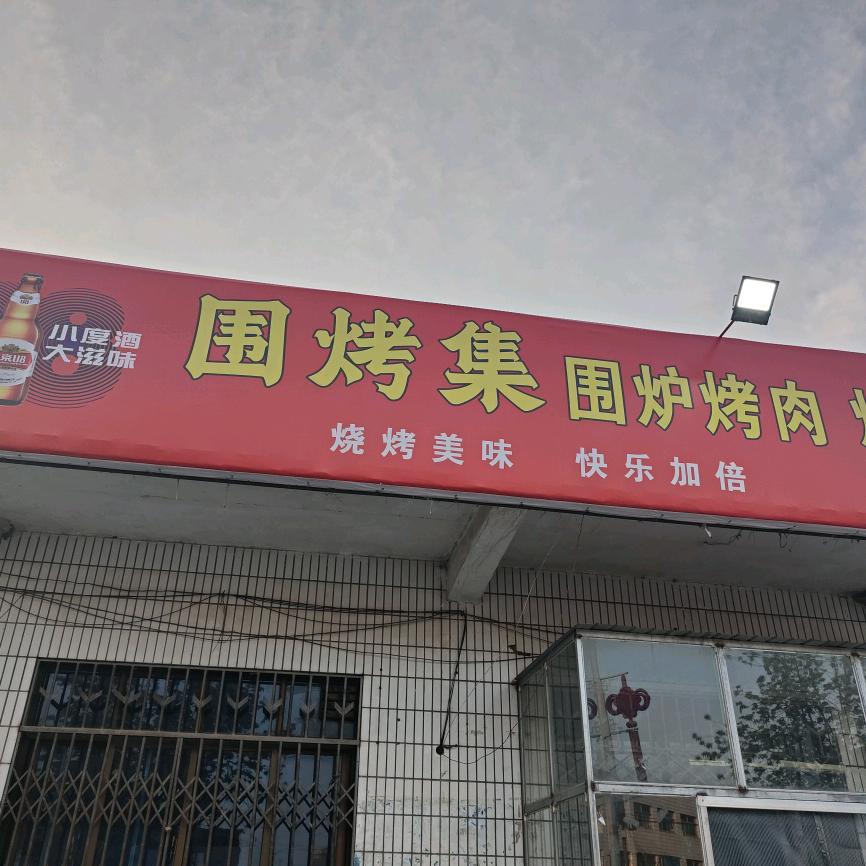 小度酒
大滋味
围烤集 围炉烤肉
烧烤美味 快乐加倍